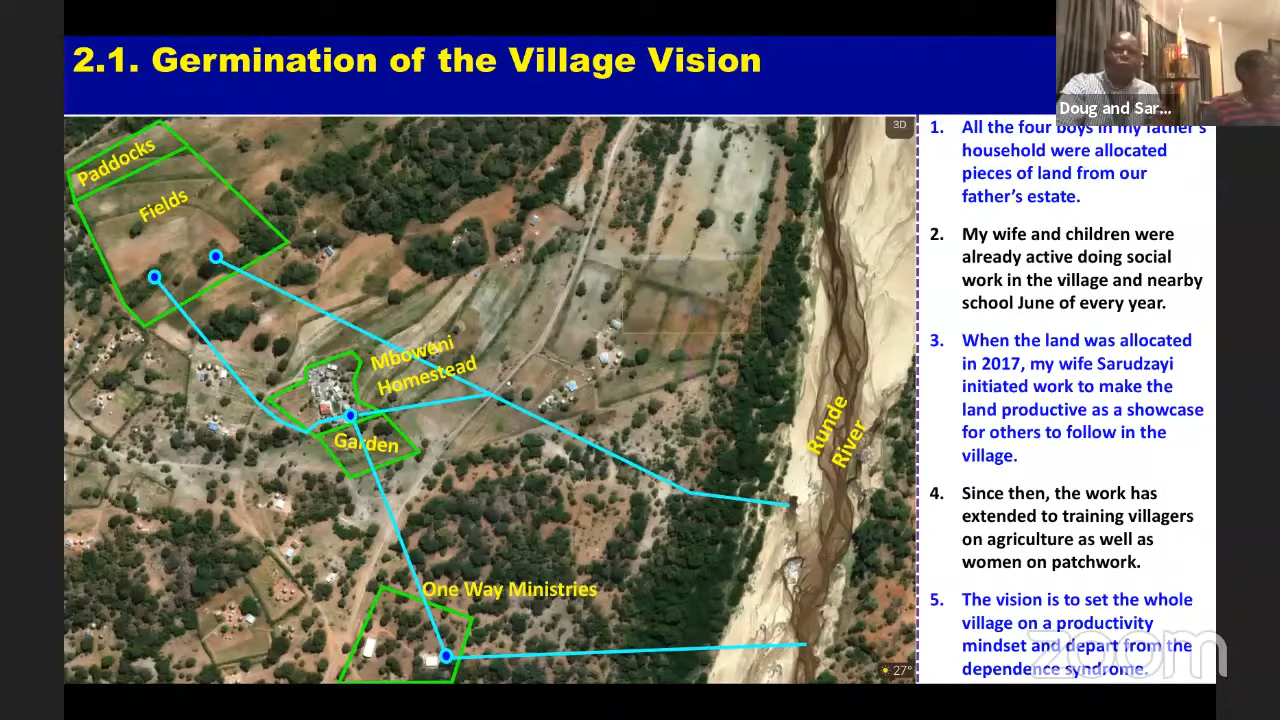 2.1. Germination of the Village Vision
Doug and Sar...
3D
Paddocks
Fields
Mboweni
Homestead
Garden
Runde
River
One Way Ministries
27°
1. All the four boys in my father's
household were allocated
pieces of land from our
father's estate.
2. My wife and children were
already active doing social
work in the village and nearby
school June of every year.
3. When the land was allocated
in 2017, my wife Sarudzayi
initiated work to make the
land productive as a showcase
for others to follow in the
village.
4. Since then, the work has
extended to training villagers
on agriculture as well as
women on patchwork.
5. The vision is to set the whole
village on a productivity
mindset and depart from the
dependence syndrome.
zoom